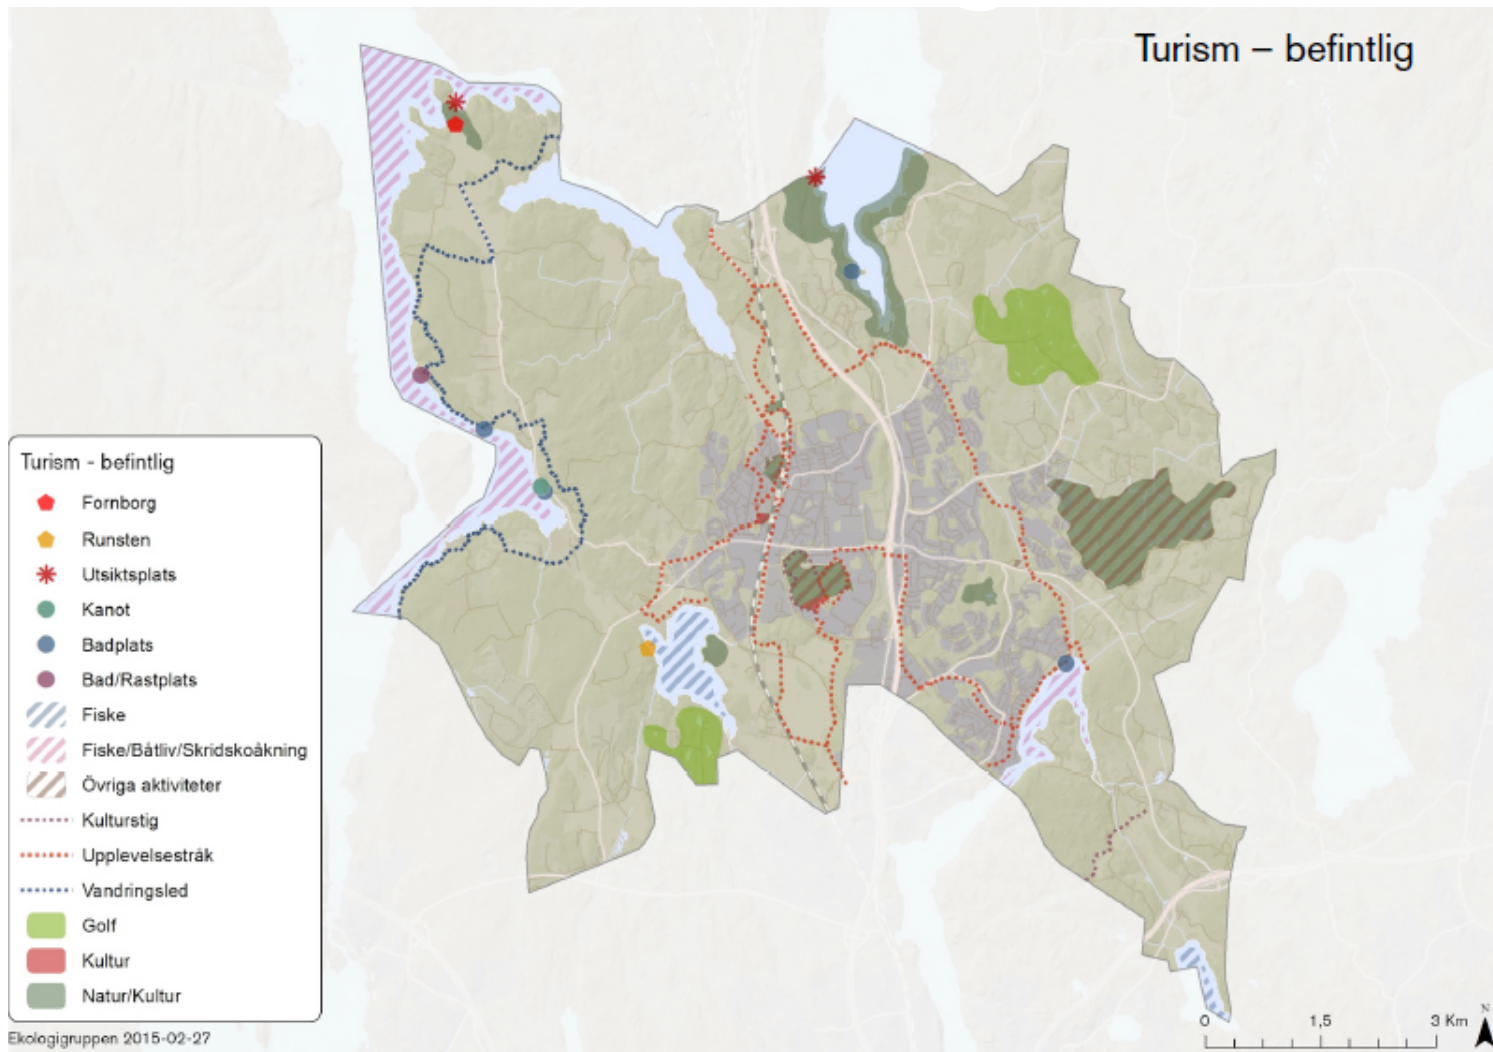 Turism – befintlig
Turism - befintlig
Fornborg
Runsten
Utsiktsplats
Kanot
Badplats
Bad/Rastplats
Fiske
Fiske/Båtliv/Skridskoåkning
Övriga aktiviteter
Kulturstig
Upplevelsestråk
Vandringsled
Golf
Kultur
Natur/Kultur
Ekologigruppen 2015-02-27
0 1,5 3 Km
N